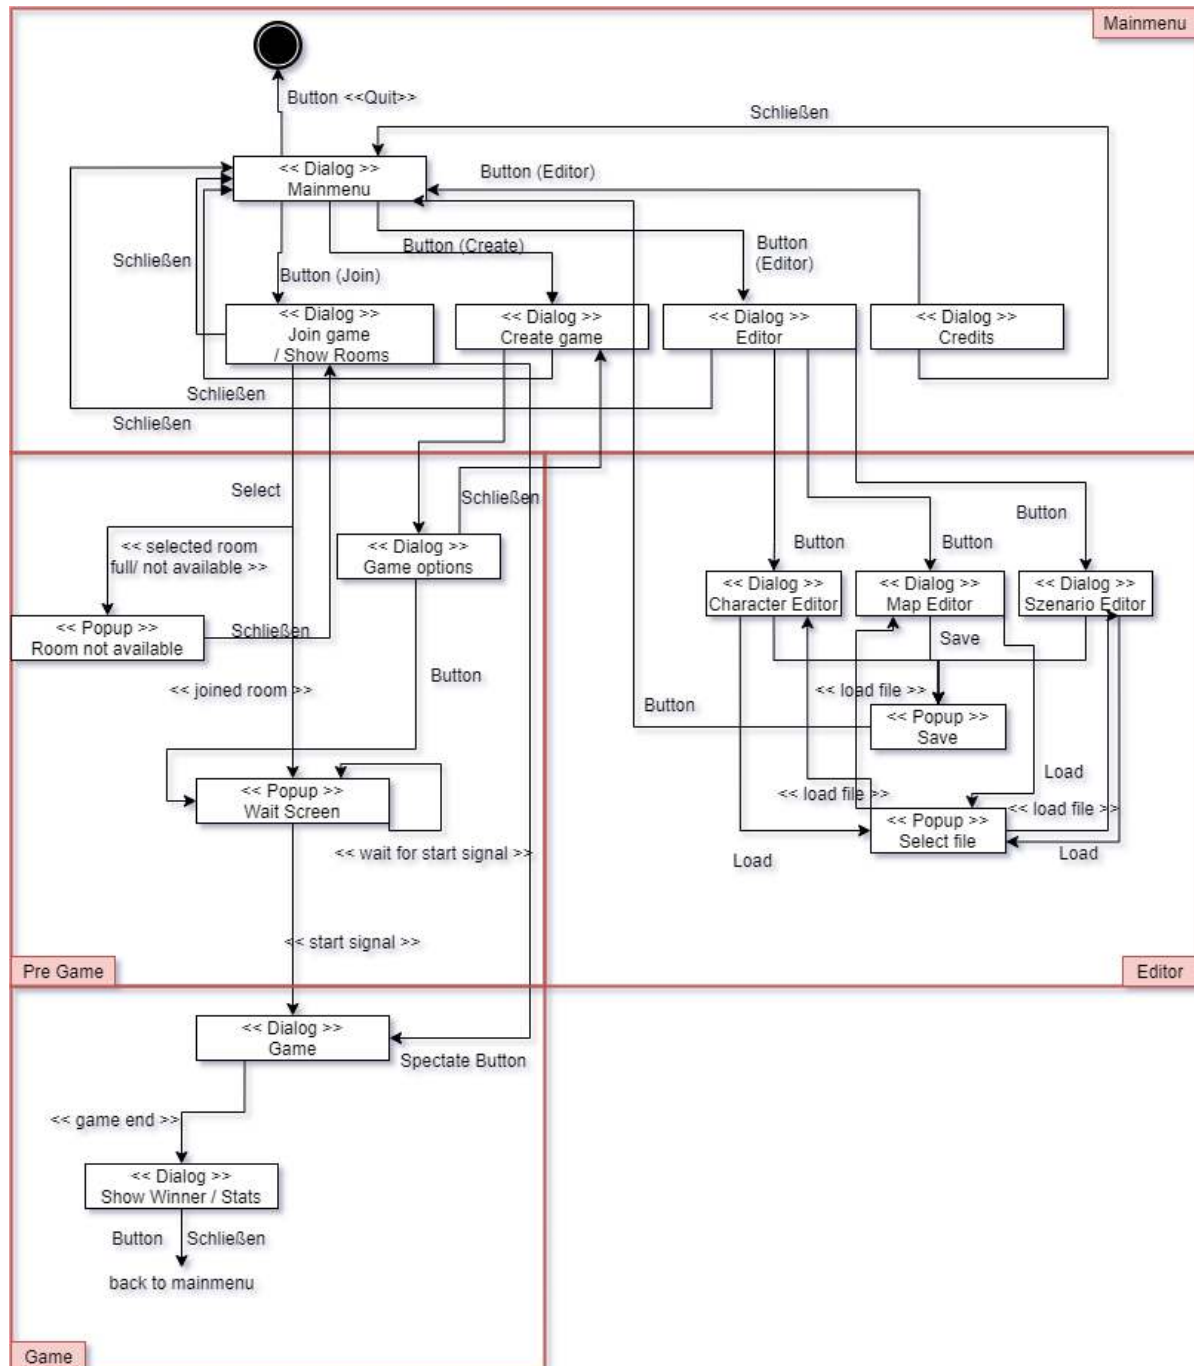 Mainmenu
Button <<Quit>>
Schließen
<< Dialog >>
Mainmenu
Button (Editor)
Schließen
Button (Create)
Button
(Editor)
Button (Join)
<< Dialog >>
Join game
/ Show Rooms
<< Dialog >>
Create game
<< Dialog >>
Editor
<< Dialog >>
Credits
Schließen
Schließen
Select
Schließen
Button
<< selected room
full/ not available >>
<< Dialog >>
Game options
Button
Button
<< Dialog >>
Character Editor
<< Dialog >>
Map Editor
<< Dialog >>
Szenario Editor
<< Popup >>
Room not available
Schließen
Save
Button
<< joined room >>
<< load file >>
Button
<< Popup >>
Save
<< Popup >>
Wait Screen
Load
<< load file >>
<< load file >>
<< Popup >>
Select file
<< wait for start signal >>
Load
Load
<< start signal >>
Pre Game
Editor
<< Dialog >>
Game
Spectate Button
<< game end >>
<< Dialog >>
Show Winner / Stats
Button
Schließen
back to mainmenu
Game